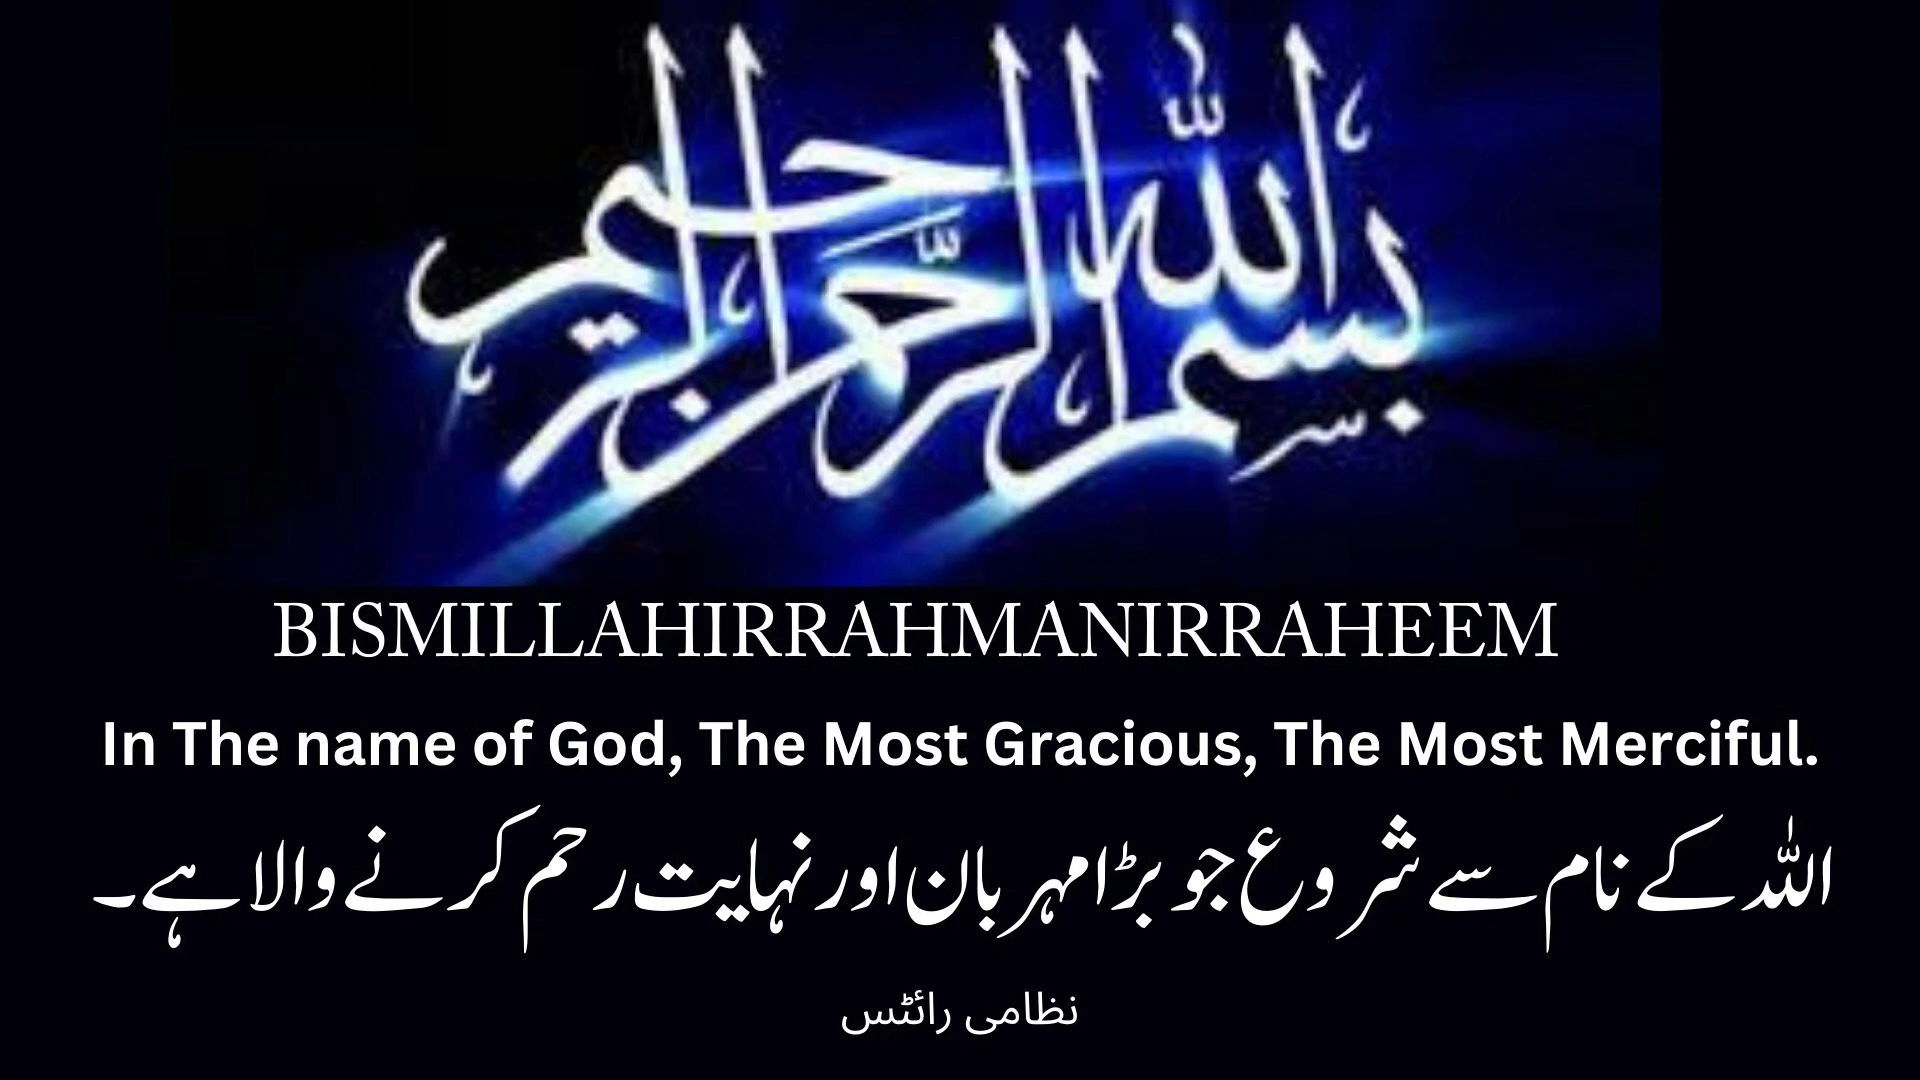 بسم الله الرحمن الرحيم
BISMILLAHIRRAHMANIRRAHEEM
In The name of God, The Most Gracious, The Most Merciful.
اللہ کے نام سے شروع جو بڑا مہربان اور نہایت رحم کرنے والا ہے۔
نظامی رائٹس